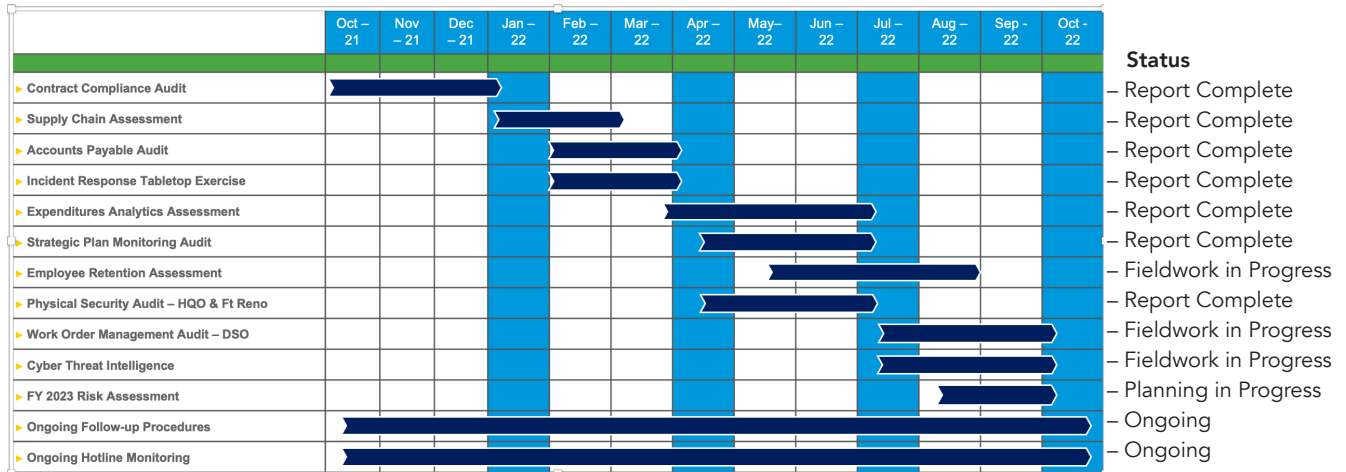 Oct – Nov Dec Jan – Feb – Mar – Apr – May– Jun – Jul – Aug – Sep - Oct -
21 – 21 – 21 22 22 22 22 22 22 22 22 22 22
Status
Contract Compliance Audit – Report Complete
Supply Chain Assessment – Report Complete
Accounts Payable Audit – Report Complete
Incident Response Tabletop Exercise – Report Complete
Expenditures Analytics Assessment – Report Complete
Strategic Plan Monitoring Audit – Report Complete
Employee Retention Assessment – Fieldwork in Progress
Physical Security Audit – HQO & Ft Reno – Report Complete
Work Order Management Audit – DSO – Fieldwork in Progress
Cyber Threat Intelligence – Fieldwork in Progress
FY 2023 Risk Assessment – Planning in Progress
Ongoing Follow-up Procedures – Ongoing
Ongoing Hotline Monitoring – Ongoing